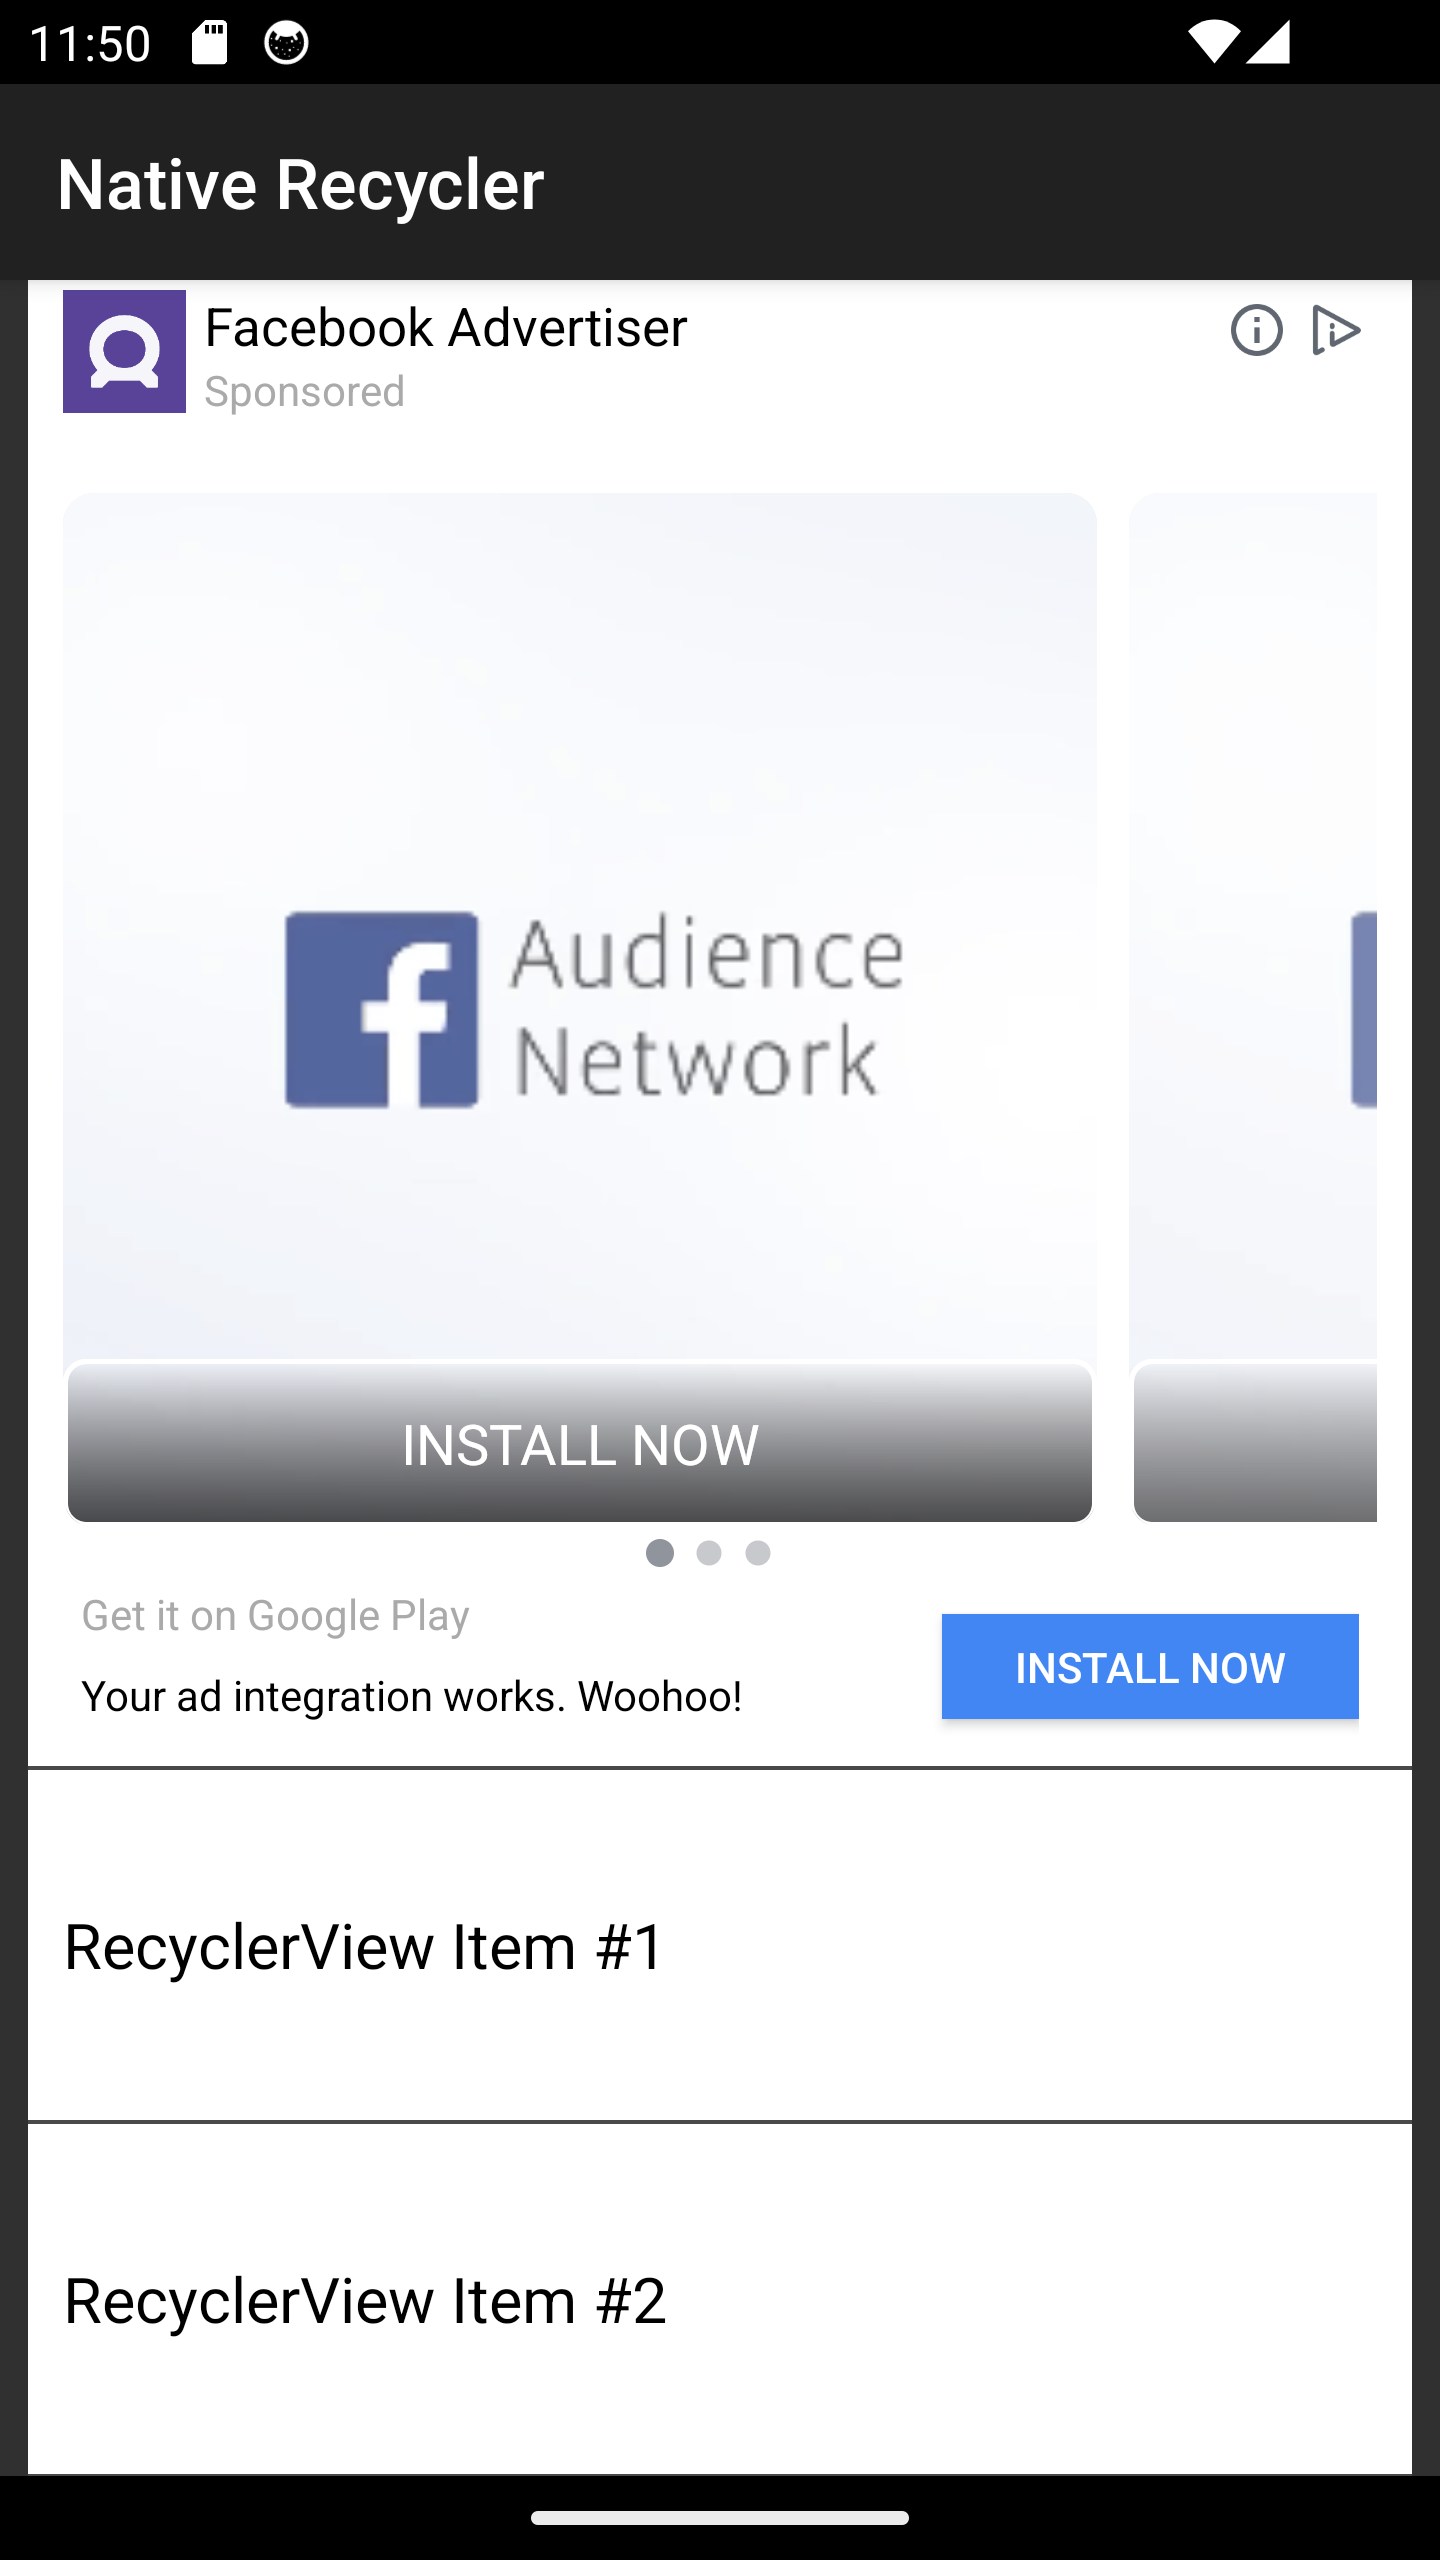 11:50
Native Recycler
Facebook Advertiser
Sponsored
Audience
Network
INSTALL NOW
Get it on Google Play
Your ad integration works. Woohoo!
INSTALL NOW
RecyclerView Item #1
RecyclerView Item #2